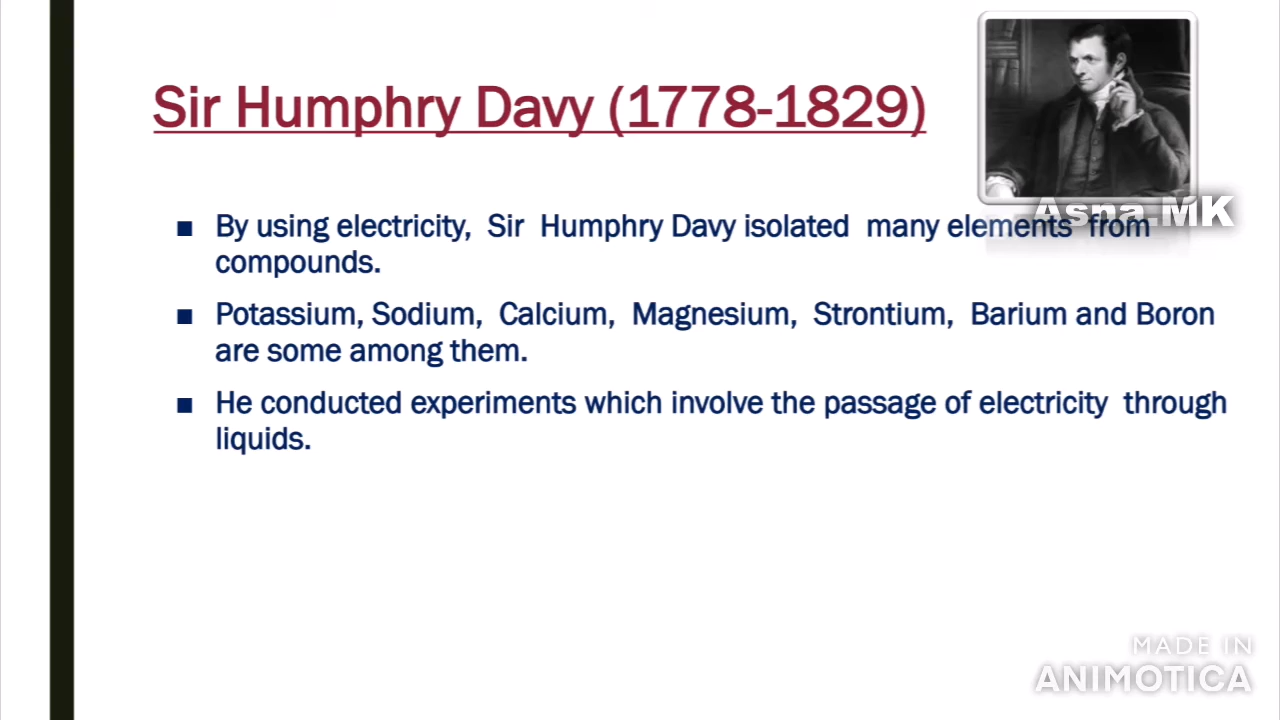 Sir Humphry Davy (1778-1829)
Asna.MK
■ By using electricity, Sir Humphry Davy isolated many elements from
compounds.
■ Potassium, Sodium, Calcium, Magnesium, Strontium, Barium and Boron
are some among them.
■ He conducted experiments which involve the passage of electricity through
liquids.
MADE IN
ANIMOTICA